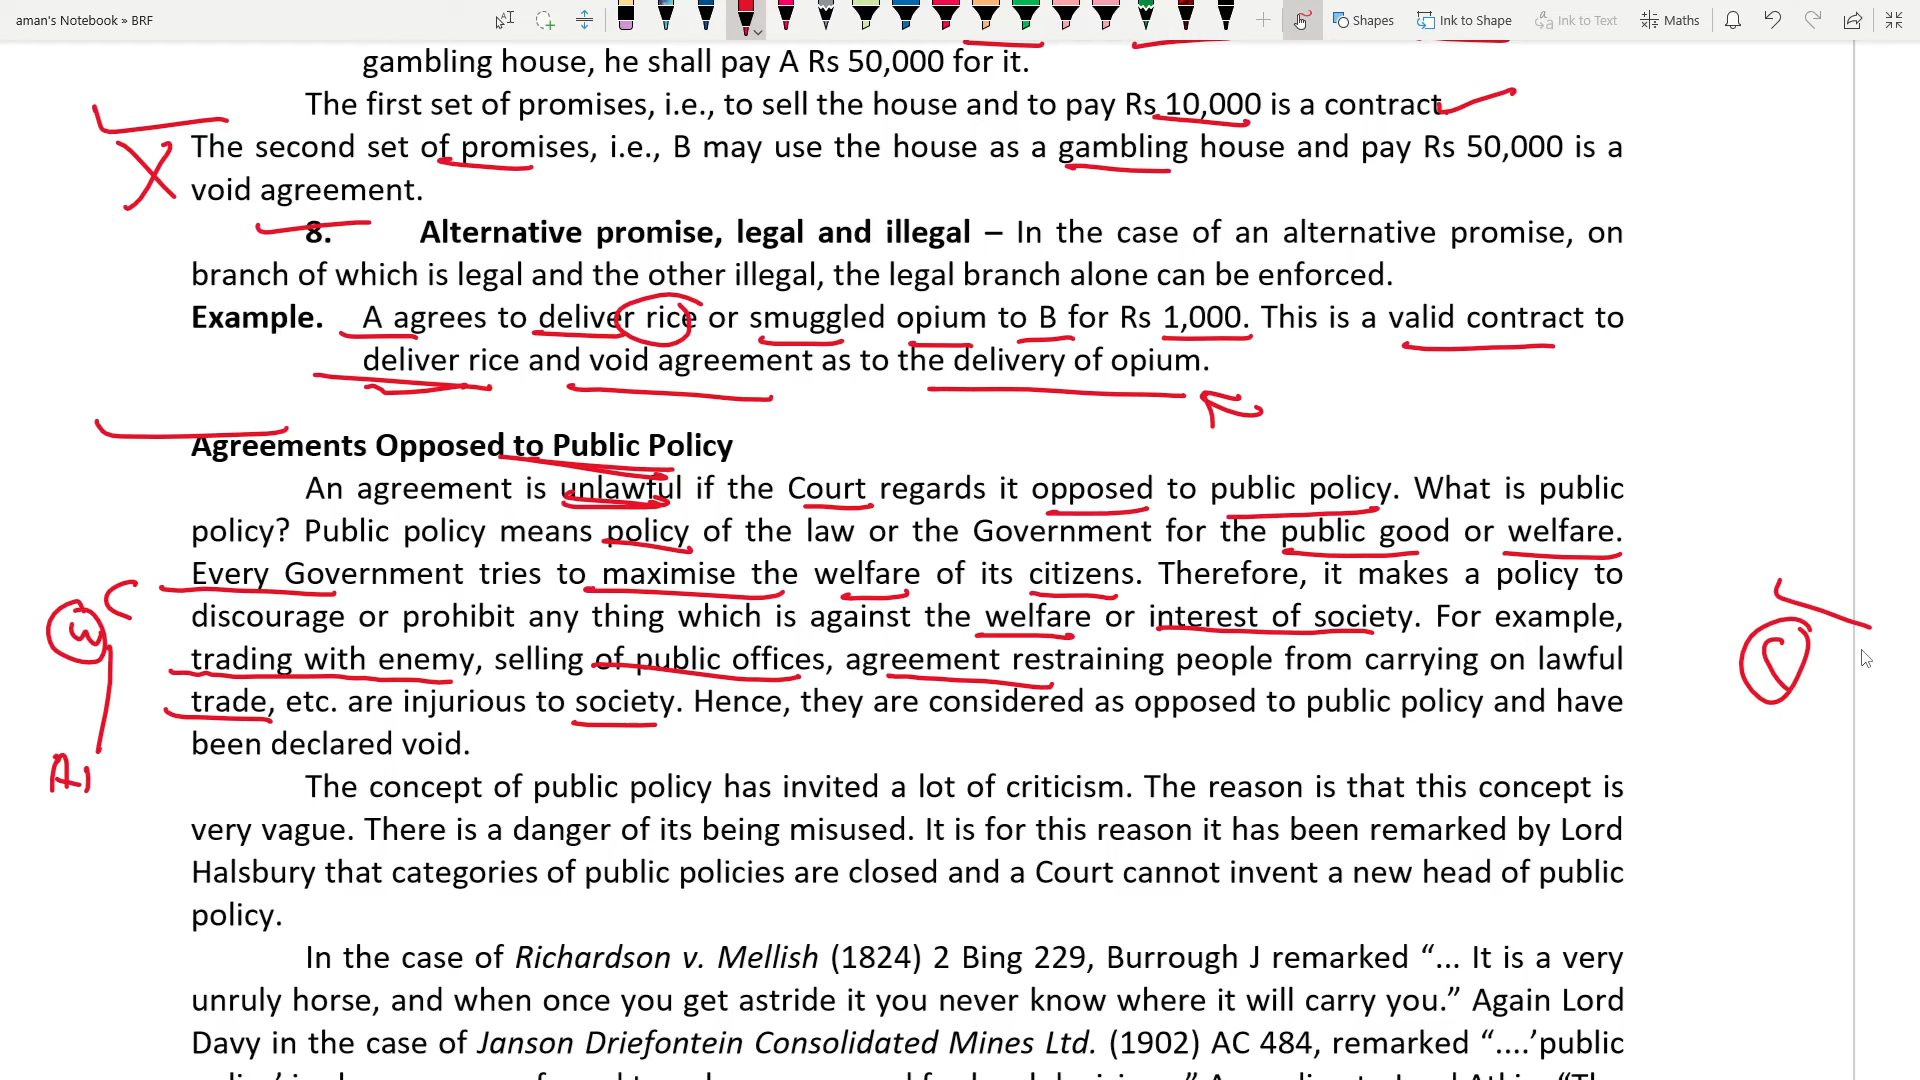 aman's Notebook » BRF
Shapes
Ink to Shape
Ink to Text
Maths
gambling house, he shall pay A Rs 50,000 for it.
The first set of promises, i.e., to sell the house and to pay Rs 10,000 is a contract
The second set of promises, i.e., B may use the house as a gambling house and pay Rs 50,000 is a
void agreement.
8. Alternative promise, legal and illegal – In the case of an alternative promise, on
branch of which is legal and the other illegal, the legal branch alone can be enforced.
Example. A agrees to deliver rice or smuggled opium to B for Rs 1,000. This is a valid contract to
deliver rice and void agreement as to the delivery of opium.
Agreements Opposed to Public Policy
An agreement is unlawful if the Court regards it opposed to public policy. What is public
policy? Public policy means policy of the law or the Government for the public good or welfare.
Every Government tries to maximise the welfare of its citizens. Therefore, it makes a policy to
discourage or prohibit any thing which is against the welfare or interest of society. For example,
trading with enemy, selling of public offices, agreement restraining people from carrying on lawful
trade, etc. are injurious to society. Hence, they are considered as opposed to public policy and have
been declared void.
The concept of public policy has invited a lot of criticism. The reason is that this concept is
very vague. There is a danger of its being misused. It is for this reason it has been remarked by Lord
Halsbury that categories of public policies are closed and a Court cannot invent a new head of public
policy.
In the case of Richardson v. Mellish (1824) 2 Bing 229, Burrough J remarked “... It is a very
unruly horse, and when once you get astride it you never know where it will carry you.” Again Lord
Davy in the case of Janson Driefontein Consolidated Mines Ltd. (1902) AC 484, remarked “....’public